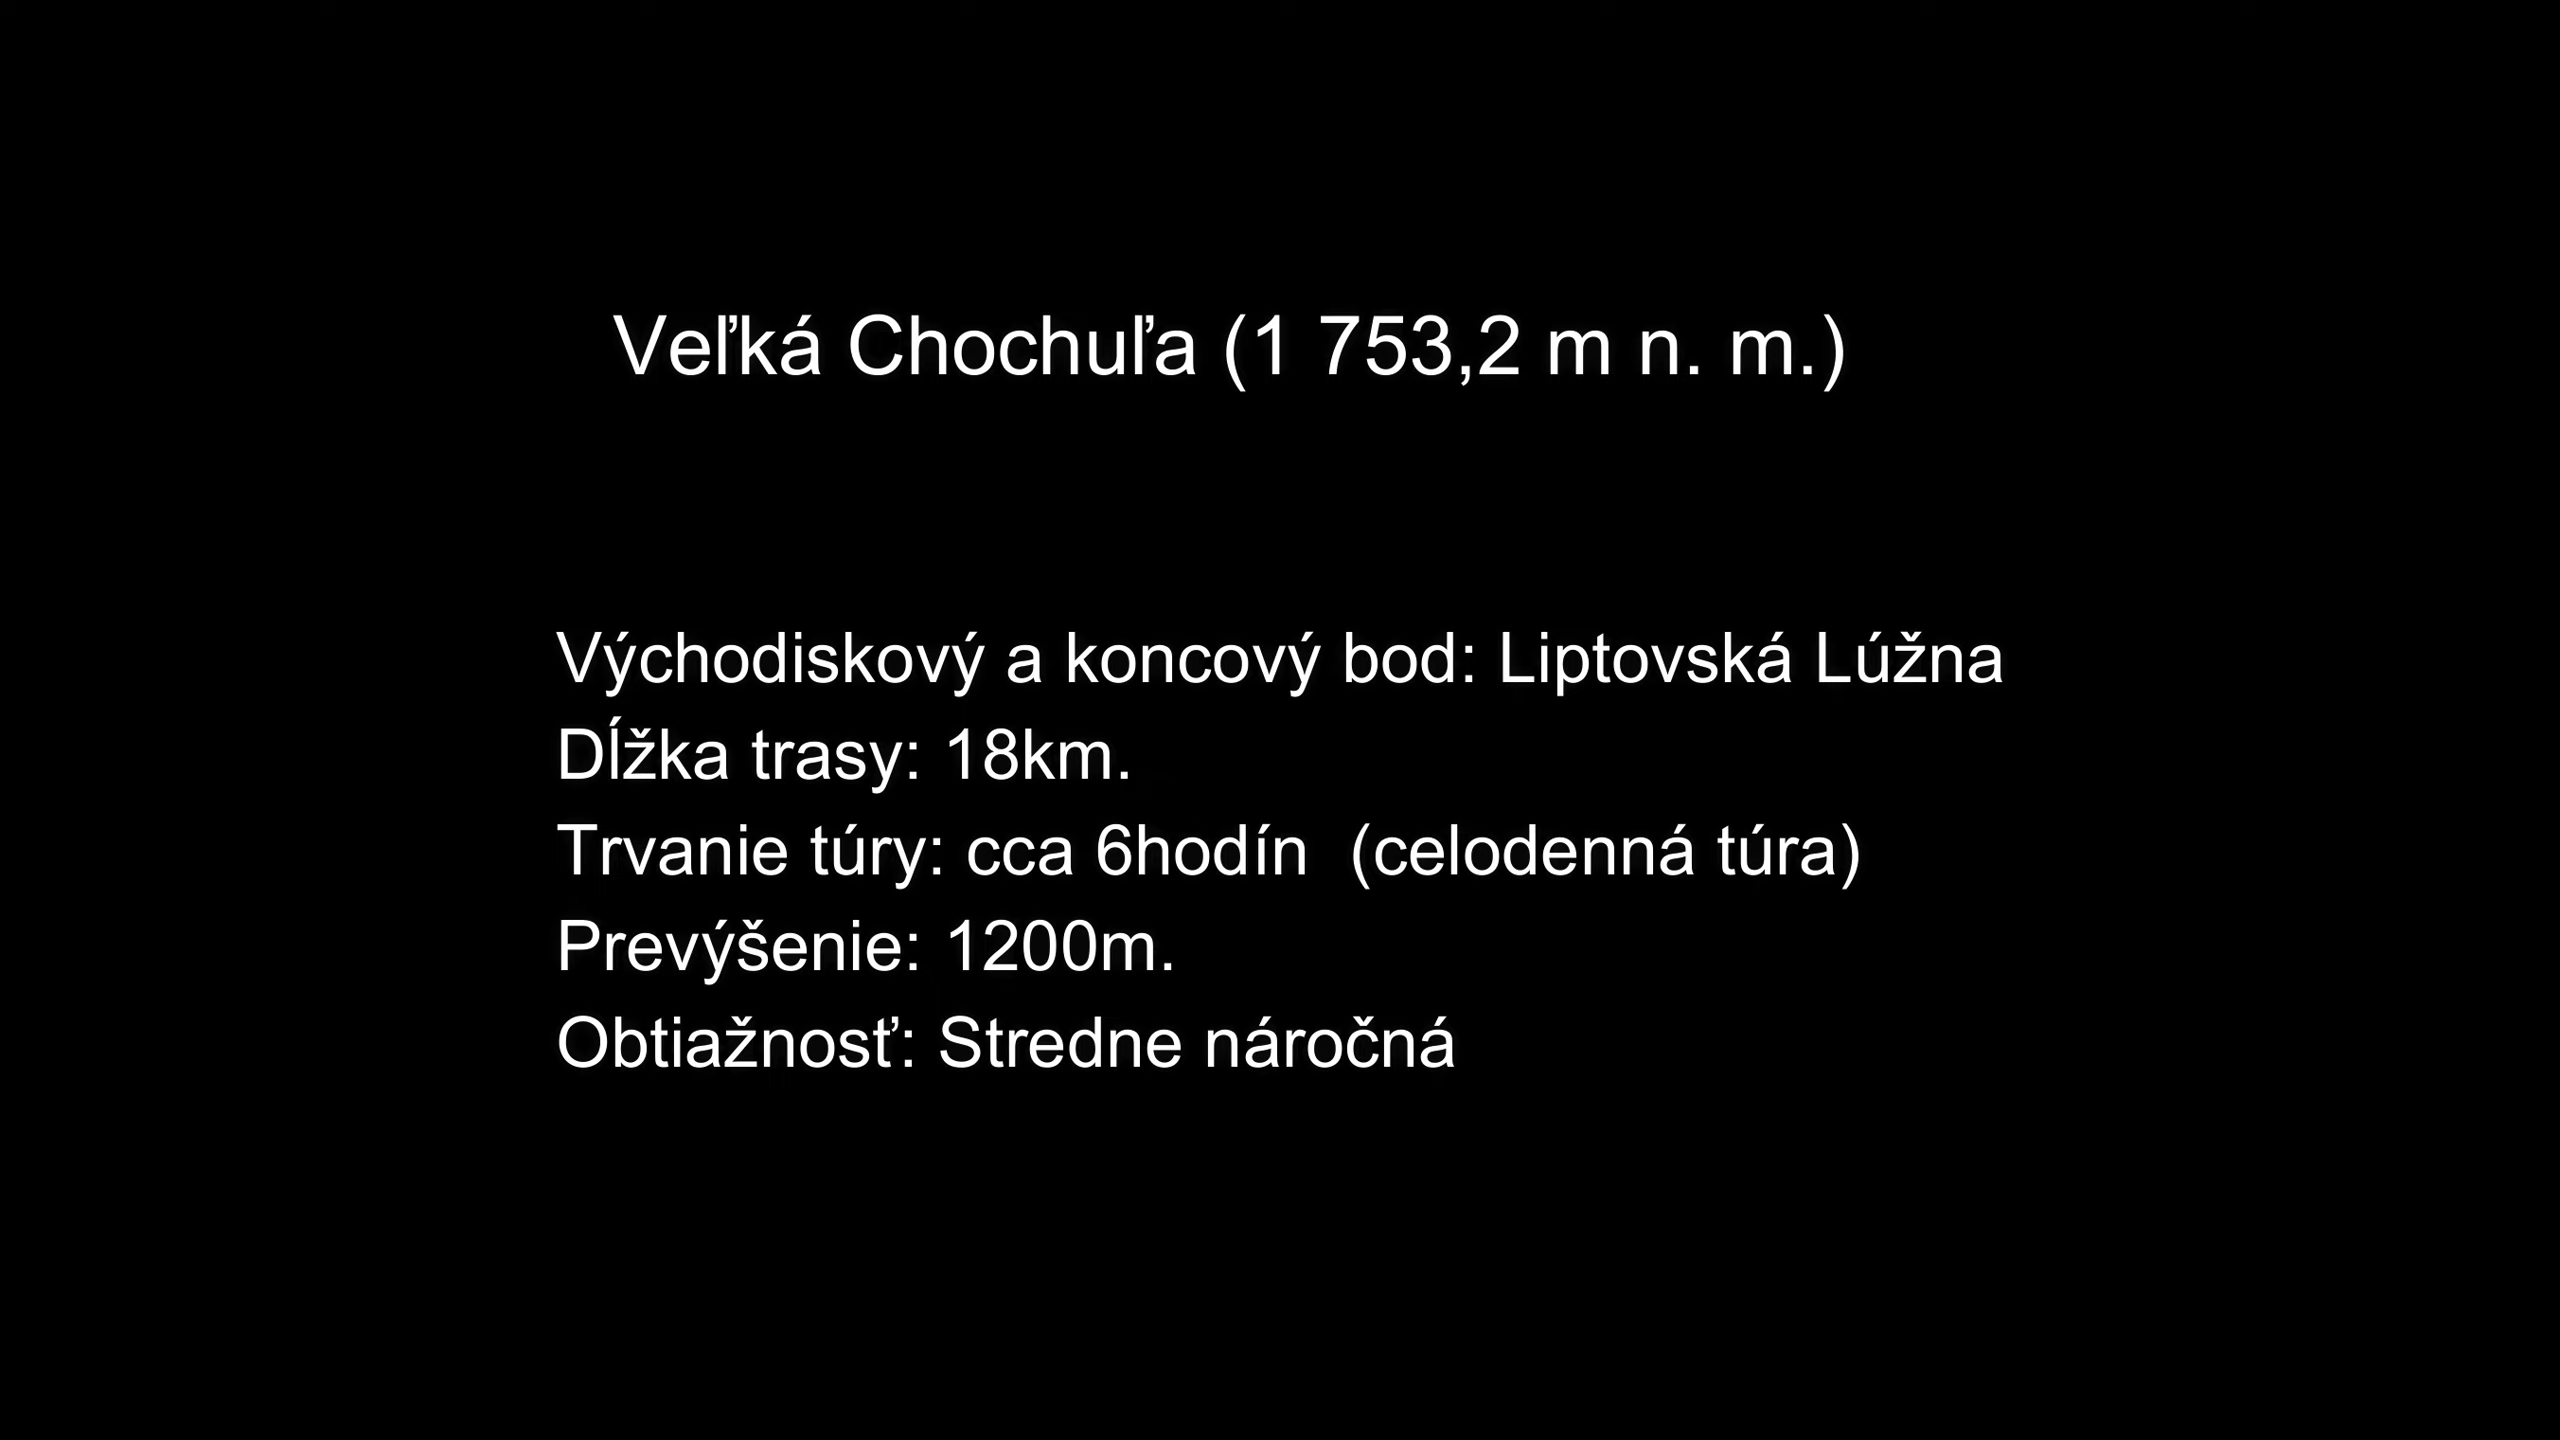 Veľká Chochuľa (1 753,2 m n. m.)
Východiskový a koncový bod: Liptovská Lúžna
Dĺžka trasy: 18km.
Trvanie túry: cca 6hodín  (celodenná túra)
Prevýšenie: 1200m.
Obtiažnosť: Stredne náročná